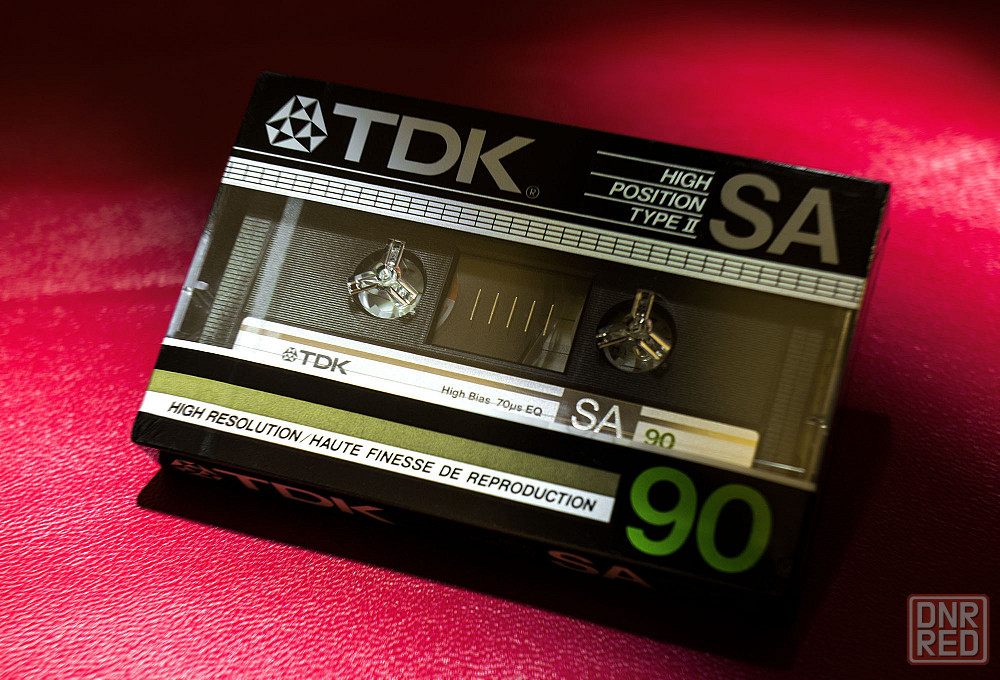 TDK®
HIGH
POSITION
TYPE II
SA
TDK
High Bias 70µs EQ
SA
90
HIGH RESOLUTION/HAUTE FINESSE DE REPRODUCTION
90
TDK
SA
DNR
RED